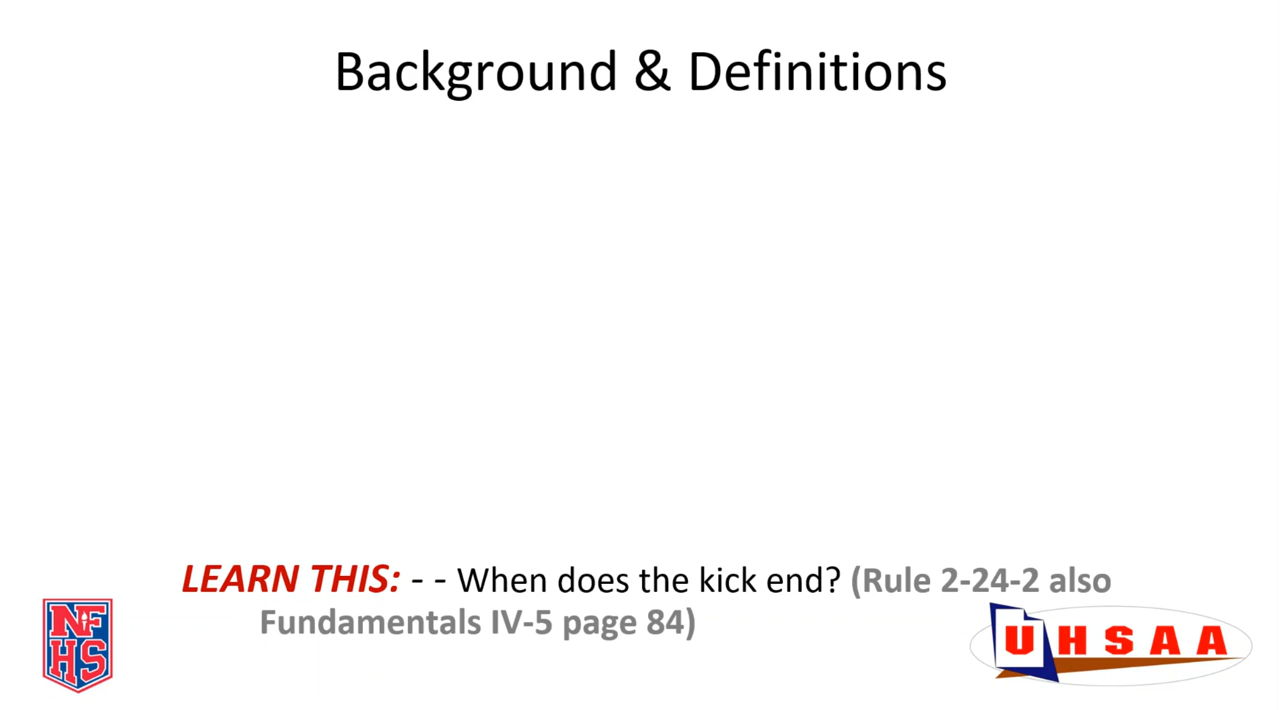 Background & Definitions
LEARN THIS: - - When does the kick end? (Rule 2-24-2 also
Fundamentals IV-5 page 84)
NF
HS
UHSAA